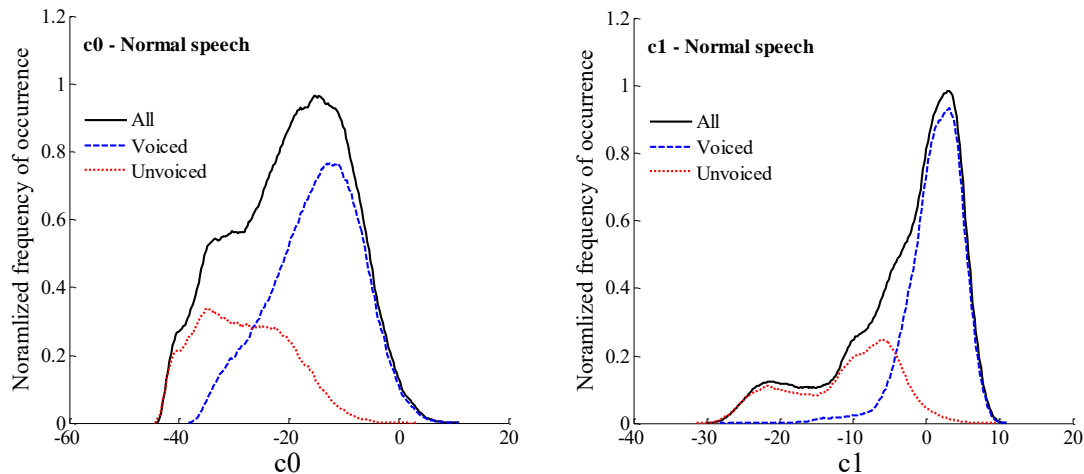 c0 - Normal speech
All
Voiced
Unvoiced
Noramlized frequency of occurrence
1.2
1
0.8
0.6
0.4
0.2
0
-60
-40
-20
0
20
c0
c1 - Normal speech
All
Voiced
Unvoiced
Noramlized frequency of occurrence
1.2
1
0.8
0.6
0.4
0.2
0
-40
-30
-20
-10
0
10
20
c1